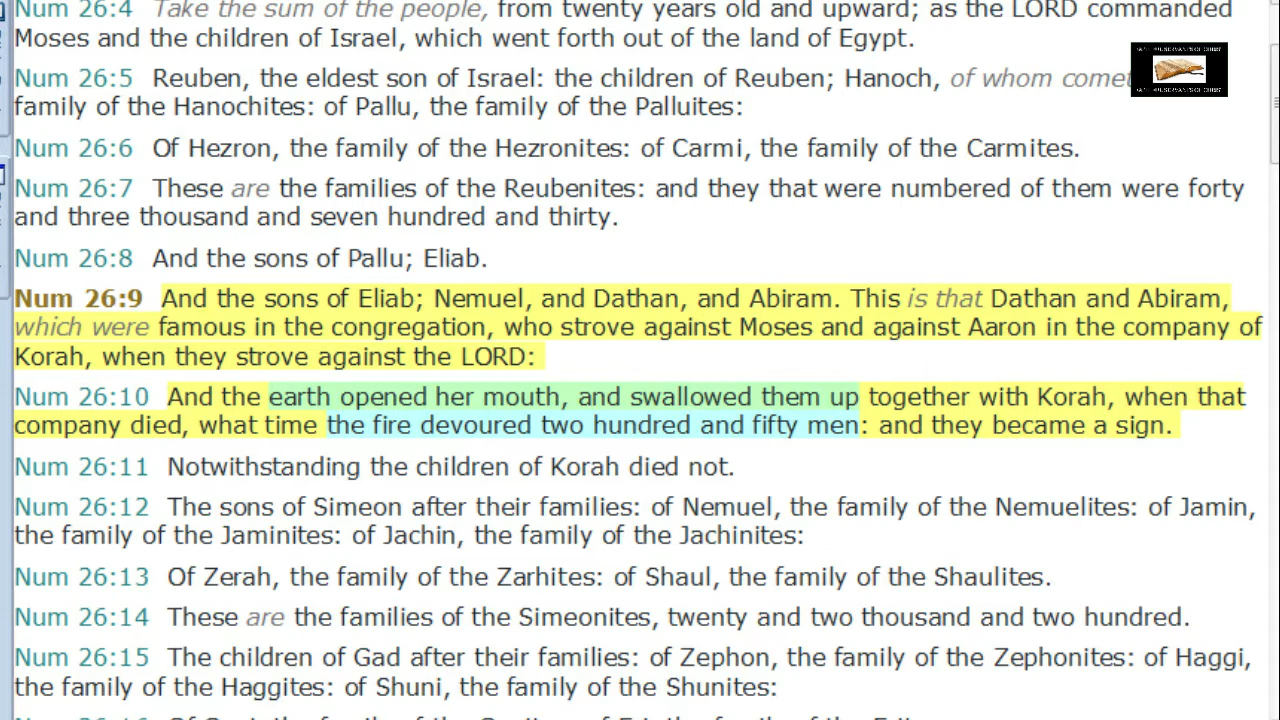 Num 26:4 Take the sum of the people, from twenty years old and upward; as the LORD commanded
Moses and the children of Israel, which went forth out of the land of Egypt.
Num 26:5 Reuben, the eldest son of Israel: the children of Reuben; Hanoch, of whom
family of the Hanochites: of Pallu, the family of the Palluites:
Num 26:6 Of Hezron, the family of the Hezronites: of Carmi, the family of the Carmites.
Num 26:7 These are the families of the Reubenites: and they that were numbered of them were forty
and three thousand and seven hundred and thirty.
Num 26:8 And the sons of Pallu; Eliab.
Num 26:9 And the sons of Eliab; Nemuel, and Dathan, and Abiram. This is that Dathan and Abiram,
which were famous in the congregation, who strove against Moses and against Aaron in the company of
Korah, when they strove against the LORD:
Num 26:10 And the earth opened her mouth, and swallowed them up together with Korah, when that
company died, what time the fire devoured two hundred and fifty men: and they became a sign.
Num 26:11 Notwithstanding the children of Korah died not.
Num 26:12 The sons of Simeon after their families: of Nemuel, the family of the Nemuelites: of Jamin,
the family of the Jaminites: of Jachin, the family of the Jachinites:
Num 26:13 Of Zerah, the family of the Zarhites: of Shaul, the family of the Shaulites.
Num 26:14 These are the families of the Simeonites, twenty and two thousand and two hundred.
Num 26:15 The children of Gad after their families: of Zephon, the family of the Zephonites: of Haggi,
the family of the Haggites: of Shuni, the family of the Shunites: